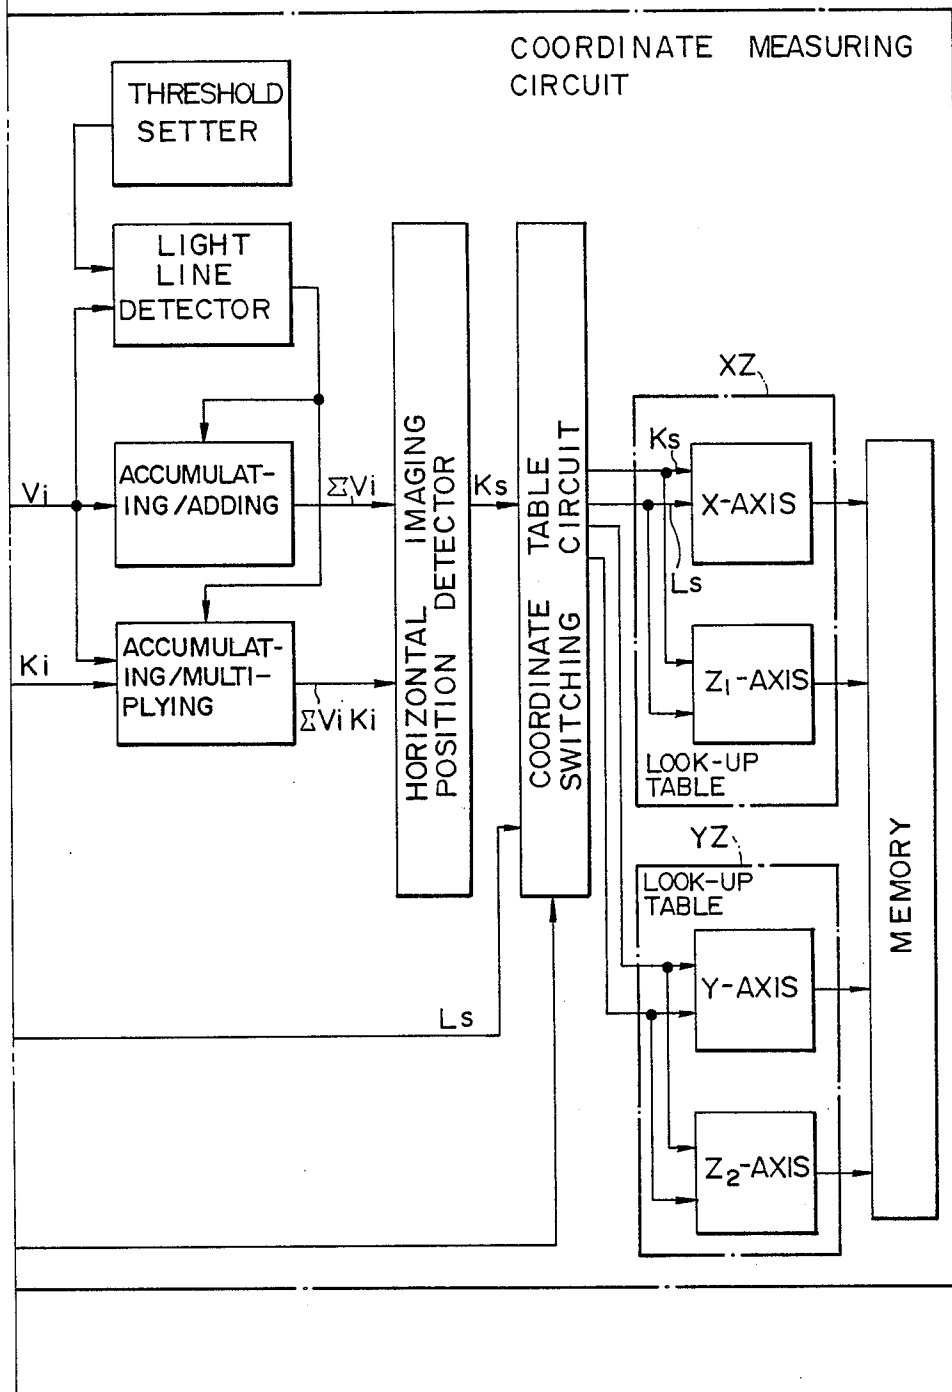 COORDINATE MEASURING
CIRCUIT
THRESHOLD
SETTER
LIGHT
LINE
DETECTOR
XZ
Vi
ACCUMULAT-
ING/ADDING
ΣVi
HORIZONTAL IMAGING
POSITION DETECTOR
Ks
COORDINATE TABLE
SWITCHING CIRCUIT
Ks
X-AXIS
Ls
Ki
ACCUMULAT-
ING/MULTI-
PLYING
ΣViKi
Z1-AXIS
LOOK-UP
TABLE
YZ
LOOK-UP
TABLE
Y-AXIS
Ls
Z2-AXIS
MEMORY